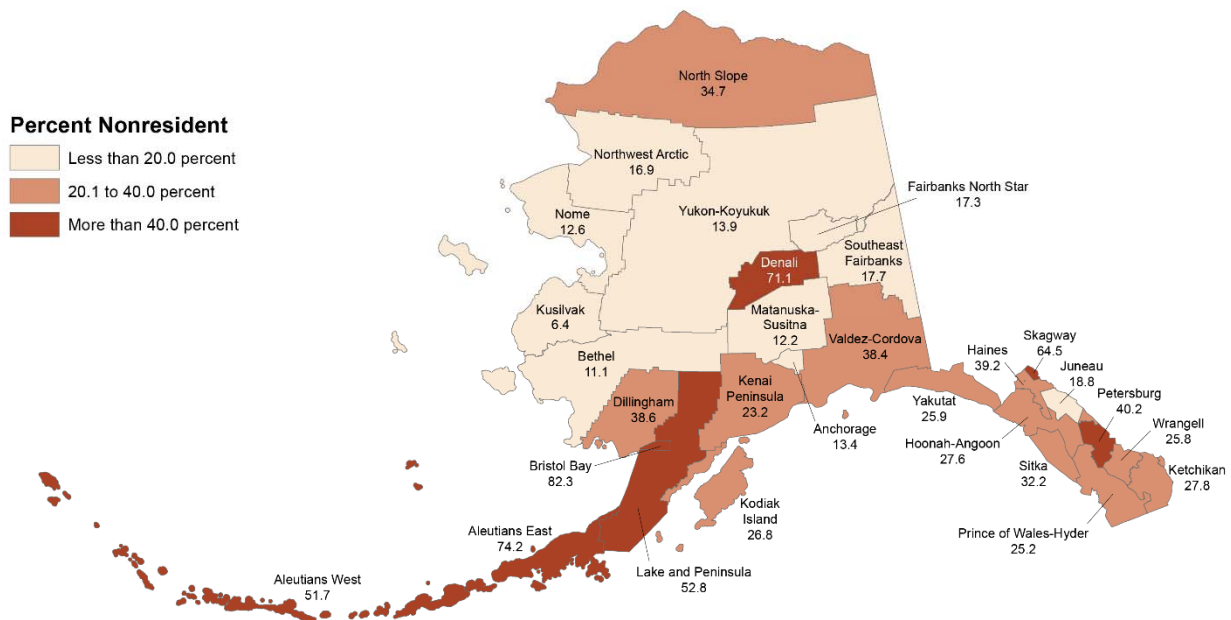 Percent Nonresident
Less than 20.0 percent
20.1 to 40.0 percent
More than 40.0 percent
North Slope
34.7
Northwest Arctic
16.9
Nome
12.6
Yukon-Koyukuk
13.9
Fairbanks North Star
17.3
Southeast
Fairbanks
17.7
Denali
71.1
Kusilvak
6.4
Matanuska-
Susitna
12.2
Valdez-Cordova
38.4
Bethel
11.1
Dillingham
38.6
Kenai
Peninsula
23.2
Anchorage
13.4
Bristol Bay
82.3
Kodiak
Island
26.8
Aleutians East
74.2
Lake and Peninsula
52.8
Aleutians West
51.7
Yakutat
25.9
Haines
39.2
Skagway
64.5
Juneau
18.8
Petersburg
40.2
Wrangell
25.8
Hoonah-Angoon
27.6
Sitka
32.2
Ketchikan
27.8
Prince of Wales-Hyder
25.2